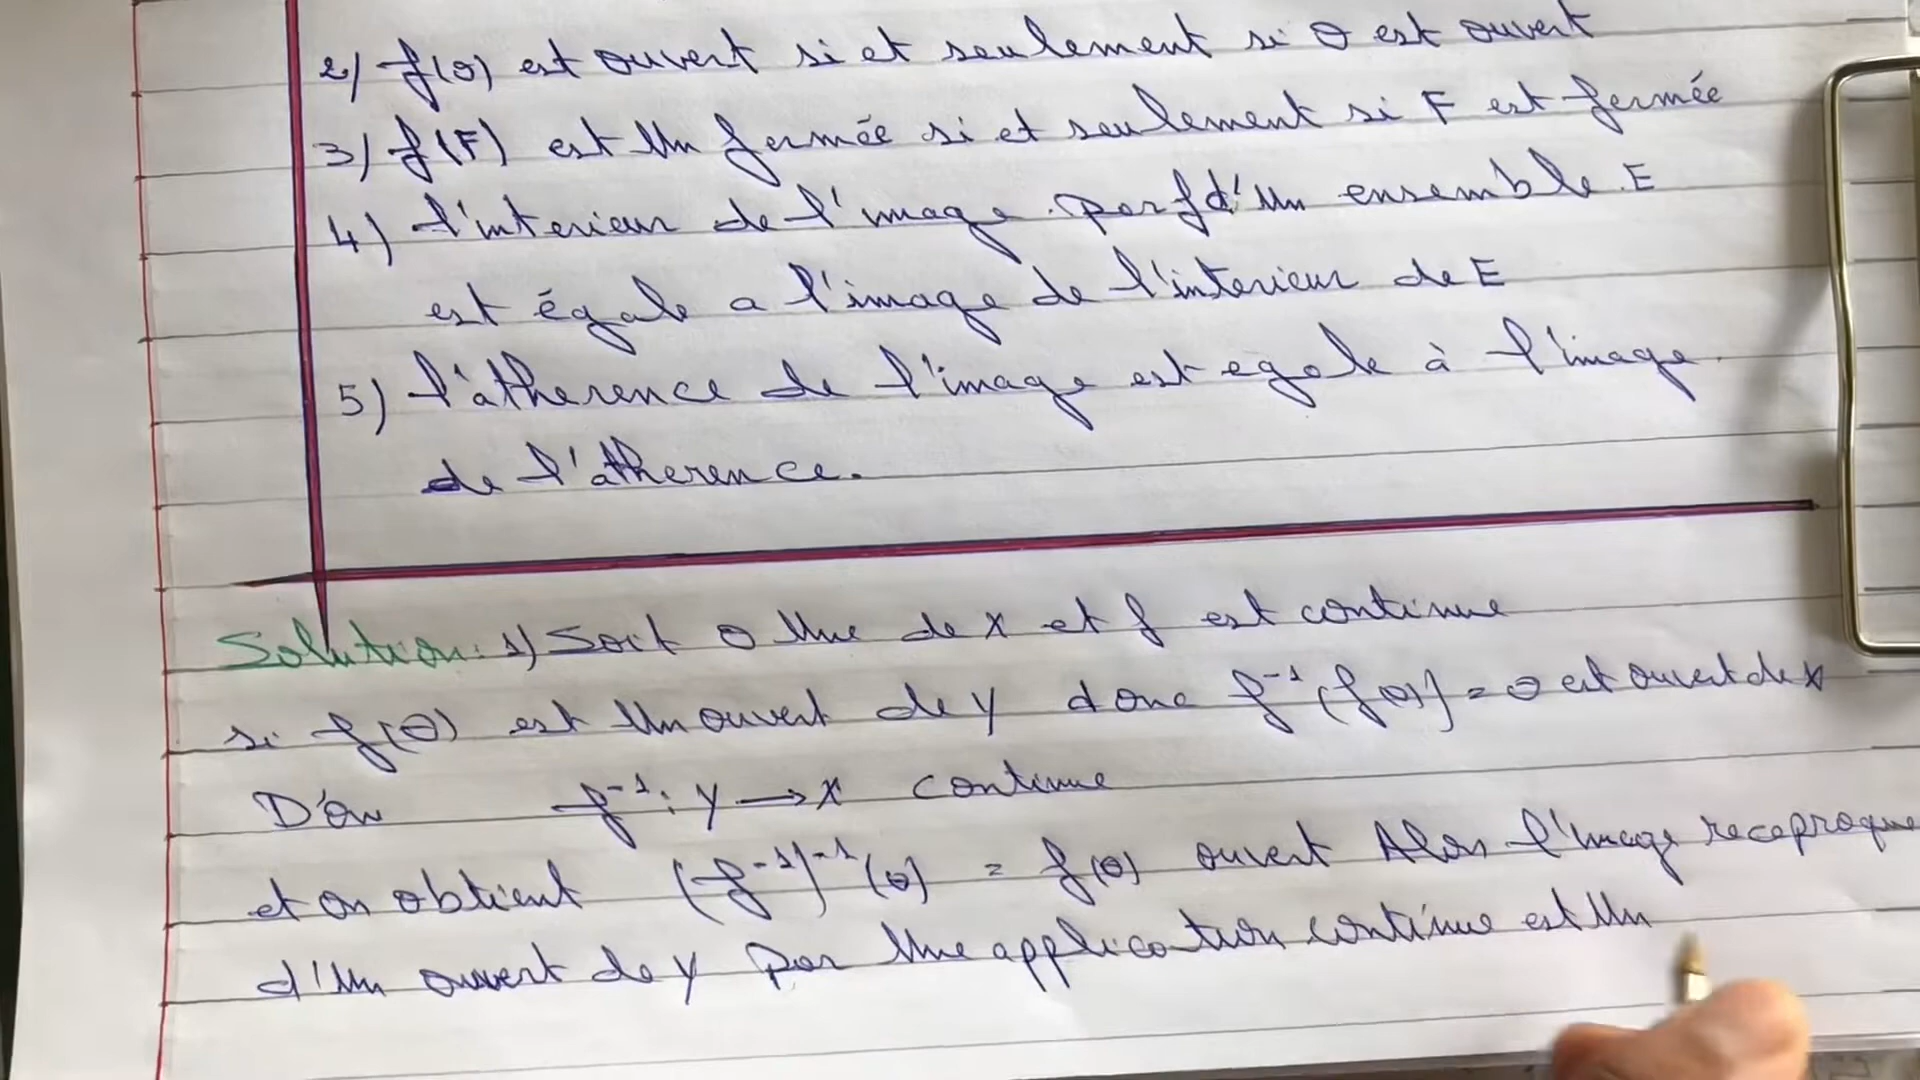 2) f(O) est ouvert si et seulement si O est ouvert
3) f(F) est un fermée si et seulement si F est fermée
4) l'interieur de l'image par f d'un ensemble E
est égale a l'image de l'interieur de E
5) l'atherence de l'image est egale à l'image
de l'atherence.
Solution: 1) Soit O une de X et f est continue
si f(O) est un ouvert de Y donc f⁻¹(f(O)) = O est ouvert de X
D'ou f⁻¹: Y → X continue
et on obtient (f⁻¹)⁻¹(O) = f(O) ouvert Alors l'image reciproque
d'un ouvert de Y par une application continue est un